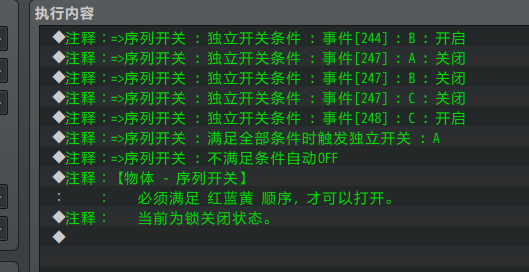 执行内容
◆注释：=>序列开关 : 独立开关条件 : 事件[244] : B : 开启
◆注释：=>序列开关 : 独立开关条件 : 事件[247] : A : 关闭
◆注释：=>序列开关 : 独立开关条件 : 事件[247] : B : 关闭
◆注释：=>序列开关 : 独立开关条件 : 事件[247] : C : 关闭
◆注释：=>序列开关 : 独立开关条件 : 事件[248] : C : 开启
◆注释：=>序列开关 : 满足全部条件时触发独立开关 : A
◆注释：=>序列开关 : 不满足条件自动OFF
◆注释：【物体 - 序列开关】
：　　：　　必须满足 红蓝黄 顺序，才可以打开。
◆注释：　　当前为锁关闭状态。
◆